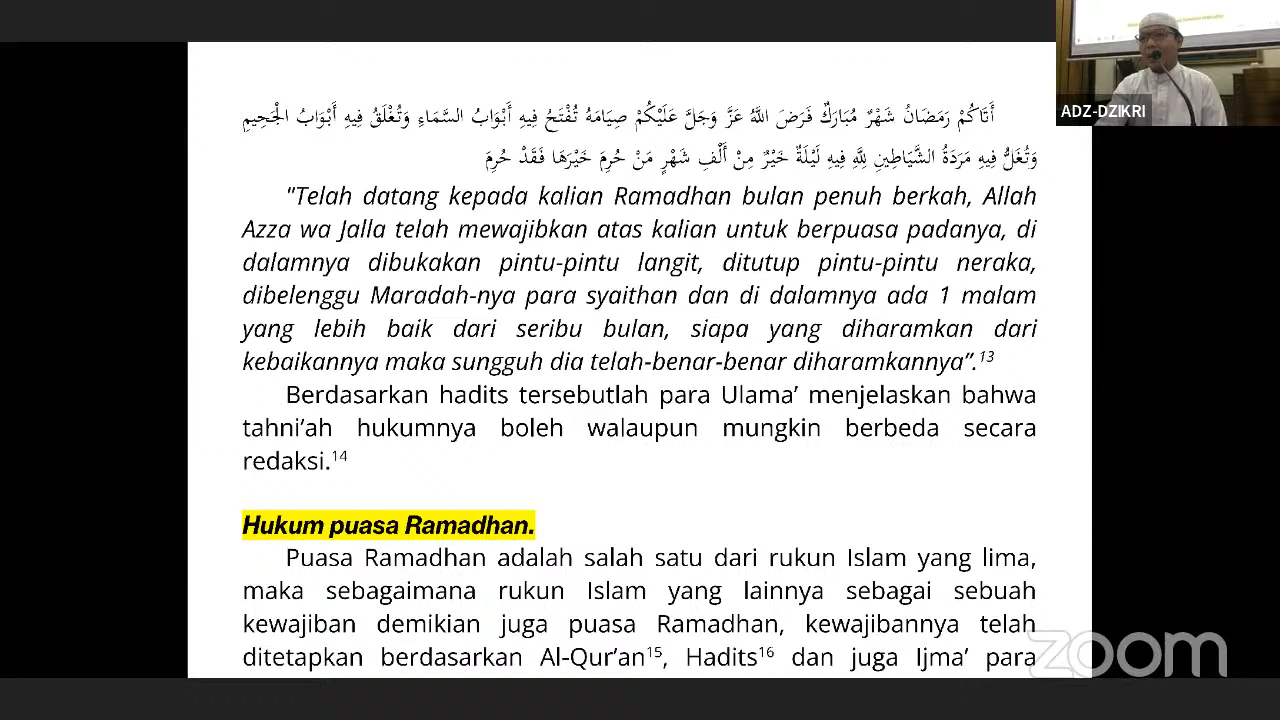 أَتَاكُمْ رَمَضَانُ شَهْرٌ مُبَارَكٌ فَرَضَ اللَّهُ عَزَّ وَجَلَّ عَلَيْكُمْ صِيَامَهُ تُفْتَحُ فِيهِ أَبْوَابُ السَّمَاءِ وَتُغْلَقُ فِيهِ أَبْوَابُ الْجَحِيمِ
وَتُغَلُّ فِيهِ مَرَدَةُ الشَّيَاطِينِ لِلَّهِ فِيهِ لَيْلَةٌ خَيْرٌ مِنْ أَلْفِ شَهْرٍ مَنْ حُرِمَ خَيْرَهَا فَقَدْ حُرِمَ
"Telah datang kepada kalian Ramadhan bulan penuh berkah, Allah
Azza wa Jalla telah mewajibkan atas kalian untuk berpuasa padanya, di
dalamnya dibukakan pintu-pintu langit, ditutup pintu-pintu neraka,
dibelenggu Maradah-nya para syaithan dan di dalamnya ada 1 malam
yang lebih baik dari seribu bulan, siapa yang diharamkan dari
kebaikannya maka sungguh dia telah-benar-benar diharamkannya”.¹³
Berdasarkan hadits tersebutlah para Ulama’ menjelaskan bahwa
tahni’ah hukumnya boleh walaupun mungkin berbeda secara
redaksi.¹⁴
Hukum puasa Ramadhan.
Puasa Ramadhan adalah salah satu dari rukun Islam yang lima,
maka sebagaimana rukun Islam yang lainnya sebagai sebuah
kewajiban demikian juga puasa Ramadhan, kewajibannya telah
ditetapkan berdasarkan Al-Qur’an¹⁵, Hadits¹⁶ dan juga Ijma’ para
ADZ-DZIKRI
zoom